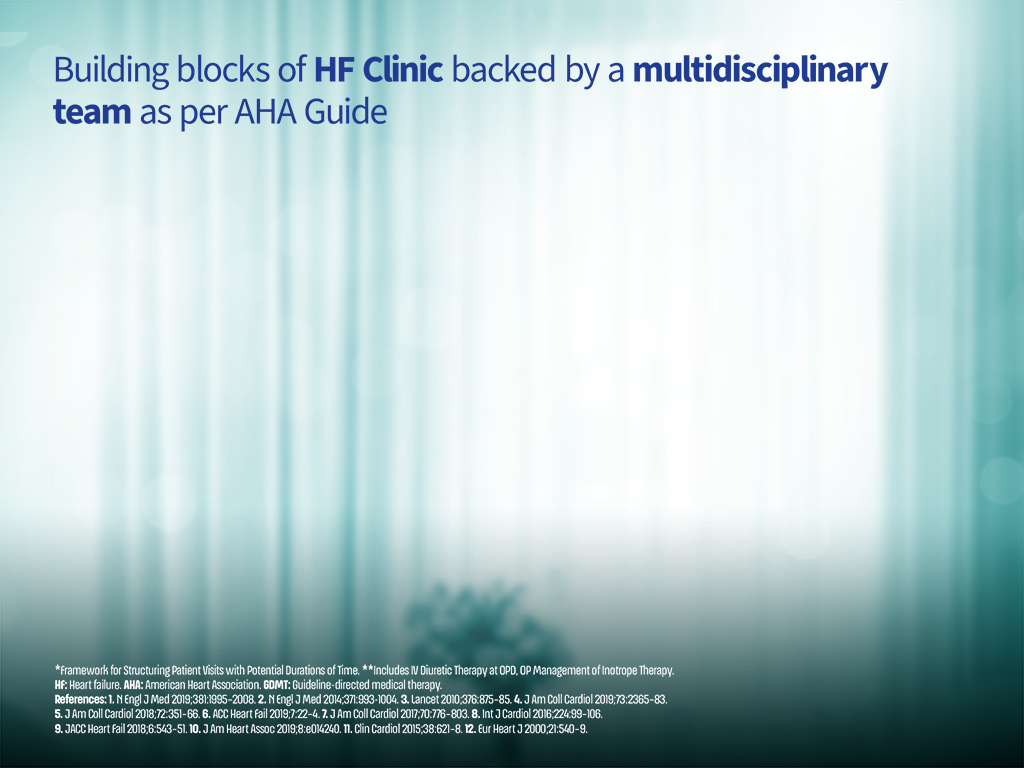 Building blocks of HF Clinic backed by a multidisciplinary
team as per AHA Guide
*Framework for Structuring Patient Visits with Potential Durations of Time. **Includes IV Diuretic Therapy at OPD, OP Management of Inotrope Therapy.
HF: Heart failure. AHA: American Heart Association. GDMT: Guideline-directed medical therapy.
References: 1. N Engl J Med 2019;381:1995–2008. 2. N Engl J Med 2014;371:993-1004. 3. Lancet 2010;376:875–85. 4. J Am Coll Cardiol 2019;73:2365–83.
5. J Am Coll Cardiol 2018;72:351–66. 6. ACC Heart Fail 2019;7:22–4. 7. J Am Coll Cardiol 2017;70:776–803. 8. Int J Cardiol 2016;224:99–106.
9. JACC Heart Fail 2018;6:543–51. 10. J Am Heart Assoc 2019;8:e014240. 11. Clin Cardiol 2015;38:621–8. 12. Eur Heart J 2000;21:540–9.